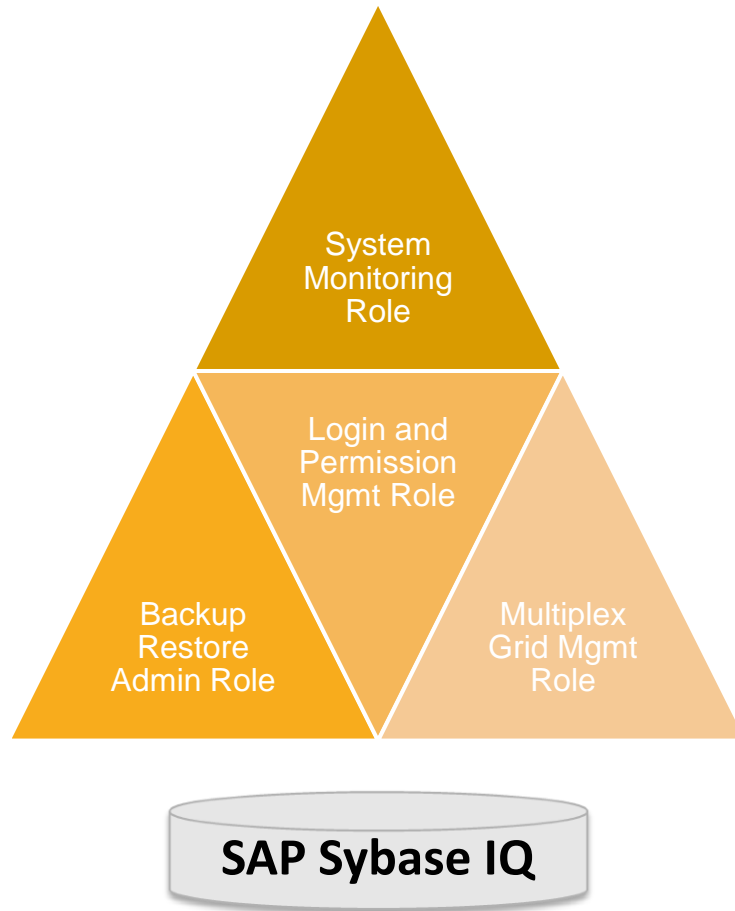 System
Monitoring
Role
Login and
Permission
Mgmt Role
Backup
Restore
Admin Role
Multiplex
Grid Mgmt
Role
SAP Sybase IQ